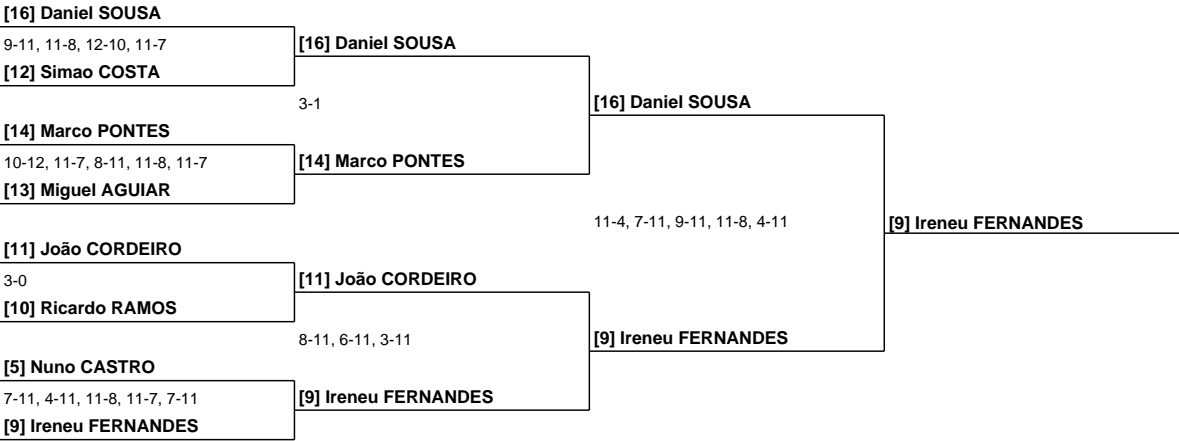 [16] Daniel SOUSA
9-11, 11-8, 12-10, 11-7
[16] Daniel SOUSA
[12] Simao COSTA
3-1
[16] Daniel SOUSA
[14] Marco PONTES
10-12, 11-7, 8-11, 11-8, 11-7
[14] Marco PONTES
[13] Miguel AGUIAR
11-4, 7-11, 9-11, 11-8, 4-11
[9] Ireneu FERNANDES
[11] João CORDEIRO
3-0
[11] João CORDEIRO
[10] Ricardo RAMOS
8-11, 6-11, 3-11
[9] Ireneu FERNANDES
[5] Nuno CASTRO
7-11, 4-11, 11-8, 11-7, 7-11
[9] Ireneu FERNANDES
[9] Ireneu FERNANDES